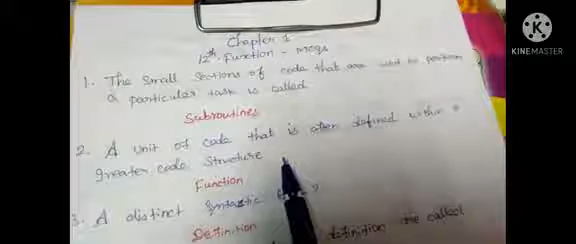 Chapter 1
12th Function - mcqs
1. The small sections of code that are used to perform
a particular task is called
Subroutines
2. A unit of code that is often defined within a
greater code structure
Function
3. A distinct syntactic
Definition
definition are called
K
KINEMASTER